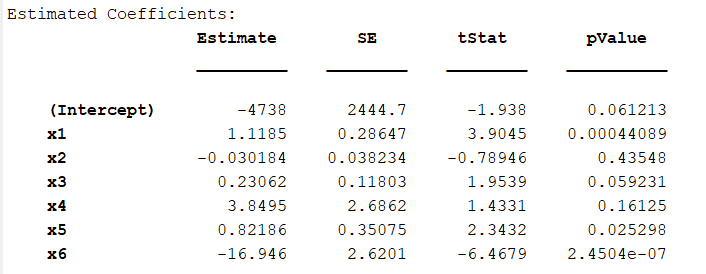 Estimated Coefficients:
Estimate SE tStat pValue
(Intercept) -4738 2444.7 -1.938 0.061213
x1 1.1185 0.28647 3.9045 0.00044089
x2 -0.030184 0.038234 -0.78946 0.43548
x3 0.23062 0.11803 1.9539 0.059231
x4 3.8495 2.6862 1.4331 0.16125
x5 0.82186 0.35075 2.3432 0.025298
x6 -16.946 2.6201 -6.4679 2.4504e-07